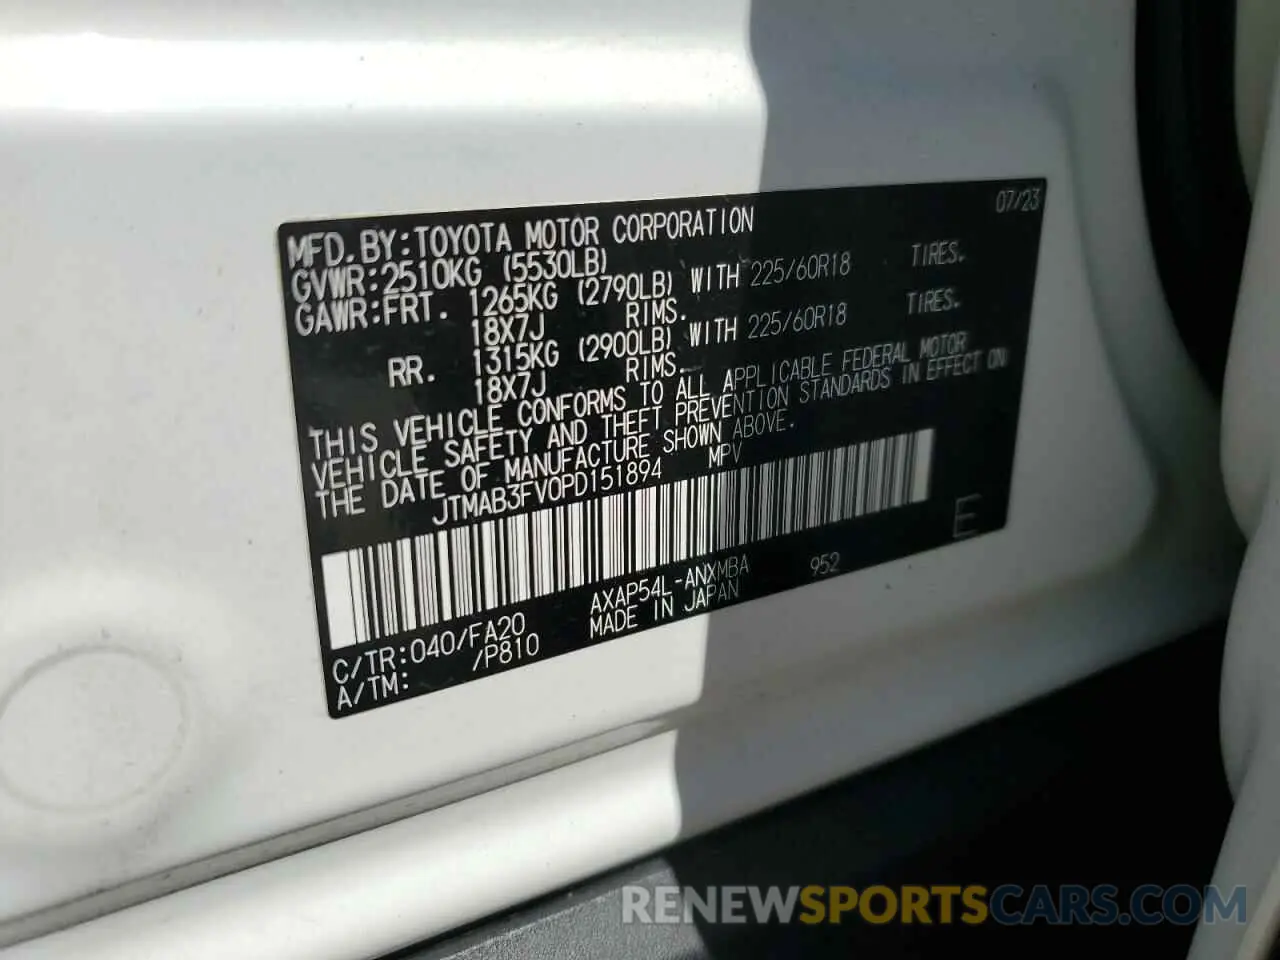 07/23
MFD.BY:TOYOTA MOTOR CORPORATION
GVWR:2510KG (5530LB)
GAWR:FRT. 1265KG (2790LB) WITH 225/60R18 TIRES.
18X7J RIMS.
RR. 1315KG (2900LB) WITH 225/60R18 TIRES.
18X7J RIMS.
THIS VEHICLE CONFORMS TO ALL APPLICABLE FEDERAL MOTOR
VEHICLE SAFETY AND THEFT PREVENTION STANDARDS IN EFFECT ON
THE DATE OF MANUFACTURE SHOWN ABOVE.
JTMAB3FV0PD151894 MPV
E
C/TR:040/FA20 AXAP54L-ANXMBA 952
A/TM: /P810 MADE IN JAPAN
RENEWSPORTSCARS.COM